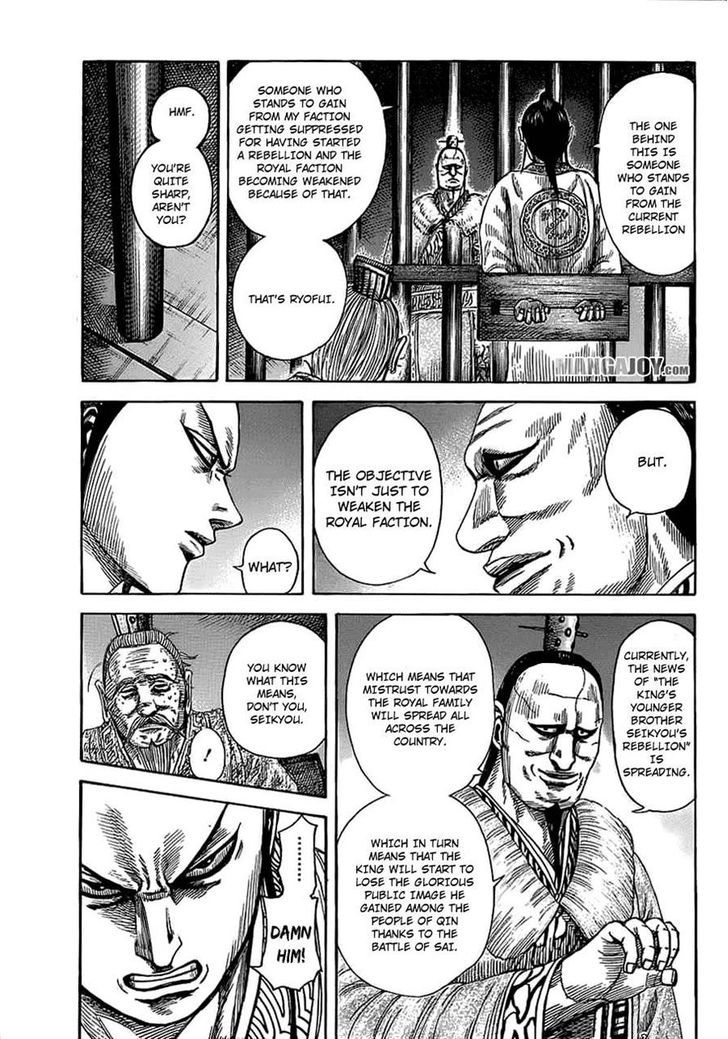 THE ONE
BEHIND
THIS IS
SOMEONE
WHO STANDS
TO GAIN
FROM THE
CURRENT
REBELLION
SOMEONE WHO
STANDS TO GAIN
FROM MY FACTION
GETTING SUPPRESSED
FOR HAVING STARTED
A REBELLION AND THE
ROYAL FACTION
BECOMING WEAKENED
BECAUSE OF THAT.
THAT'S RYOFUI.
HMF.
YOU'RE
QUITE
SHARP,
AREN'T
YOU?
MANGAJOY.com
BUT.
THE OBJECTIVE
ISN'T JUST TO
WEAKEN THE
ROYAL FACTION.
WHAT?
CURRENTLY,
THE NEWS
OF "THE
KING'S
YOUNGER
BROTHER
SEIKYOU'S
REBELLION"
IS
SPREADING.
WHICH MEANS THAT
MISTRUST TOWARDS
THE ROYAL FAMILY
WILL SPREAD ALL
ACROSS THE
COUNTRY.
WHICH IN TURN
MEANS THAT THE
KING WILL START TO
LOSE THE GLORIOUS
PUBLIC IMAGE HE
GAINED AMONG THE
PEOPLE OF QIN
THANKS TO THE
BATTLE OF SAI.
YOU KNOW
WHAT THIS
MEANS,
DON'T YOU,
SEIKYOU.
!
.........
DAMN
HIM!